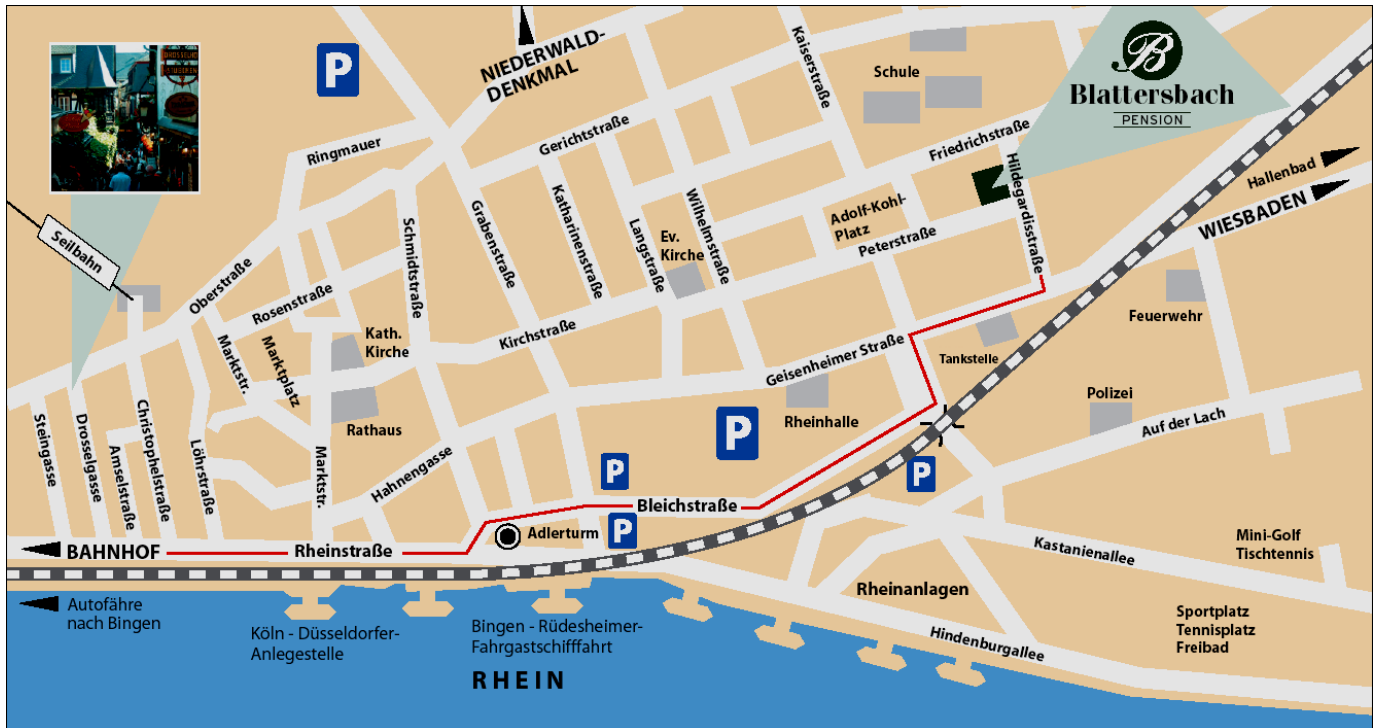 NIEDERWALD-
DENKMAL
P
B
Blattersbach
PENSION
Kaiserstraße
Schule
Ringmauer
Gerichtstraße
Friedrichstraße
Hildegardisstraße
Hallenbad
WIESBADEN
Seilbahn
Oberstraße
Rosenstraße
Schmidtstraße
Grabenstraße
Katharinenstraße
Langstraße
Ev.
Kirche
Wilhelmstraße
Adolf-Kohl-
Platz
Peterstraße
Feuerwehr
Kath.
Kirche
Kirchstraße
Geisenheimer Straße
Tankstelle
Marktstr.
Marktplatz
Rathaus
Rheinhalle
Polizei
Auf der Lach
Steingasse
Drosselgasse
Amselstraße
Christophelstraße
Löhrstraße
Marktstr.
Hahnengasse
P
P
P
P
Bleichstraße
Adlerturm
BAHNHOF
Rheinstraße
Kastanienallee
Mini-Golf
Tischtennis
Rheinanlagen
Hindenburgallee
Sportplatz
Tennisplatz
Freibad
Autofähre
nach Bingen
Köln - Düsseldorfer-
Anlegestelle
Bingen - Rüdesheimer-
Fahrgastschifffahrt
RHEIN